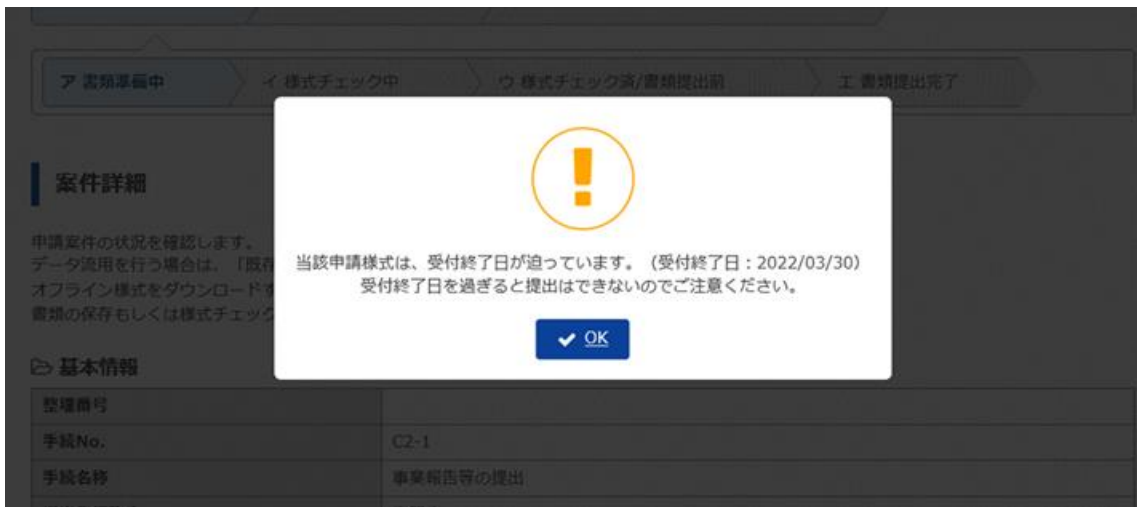 ア 書類準備中
イ 様式チェック中
ウ 様式チェック済/書類提出前
エ 書類提出完了
案件詳細
申請案件の状況を確認します。
データ流用を行う場合は、「既存
オフライン様式をダウンロードす
書類の保存もしくは様式チェック
当該申請様式は、受付終了日が迫っています。（受付終了日：2022/03/30）
受付終了日を過ぎると提出はできないのでご注意ください。
OK
基本情報
整理番号
手続No.
C2-1
手続名称
事業報告等の提出